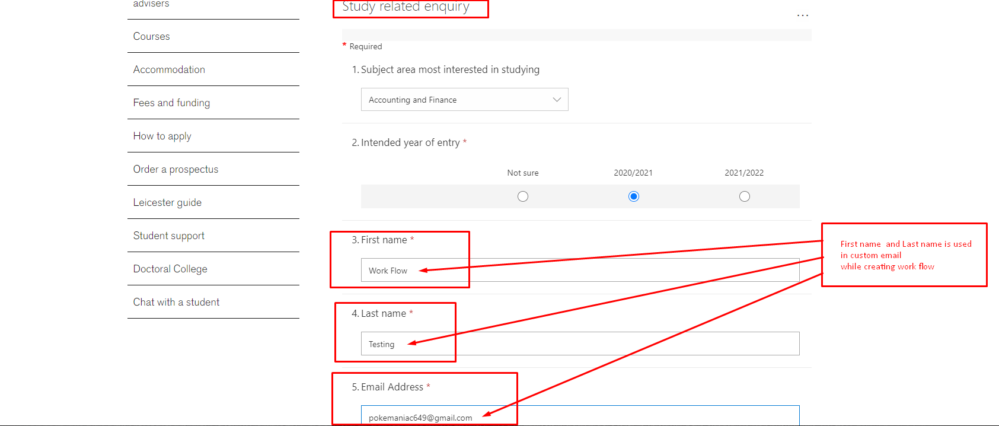 advisers
Courses
Accommodation
Fees and funding
How to apply
Order a prospectus
Leicester guide
Student support
Doctoral College
Chat with a student
Study related enquiry
...
* Required
1. Subject area most interested in studying
Accounting and Finance
2. Intended year of entry *
Not sure 2020/2021 2021/2022
3. First name *
Work Flow
4. Last name *
Testing
5. Email Address *
pokemaniac649@gmail.com
First name and Last name is used
in custom email
while creating work flow